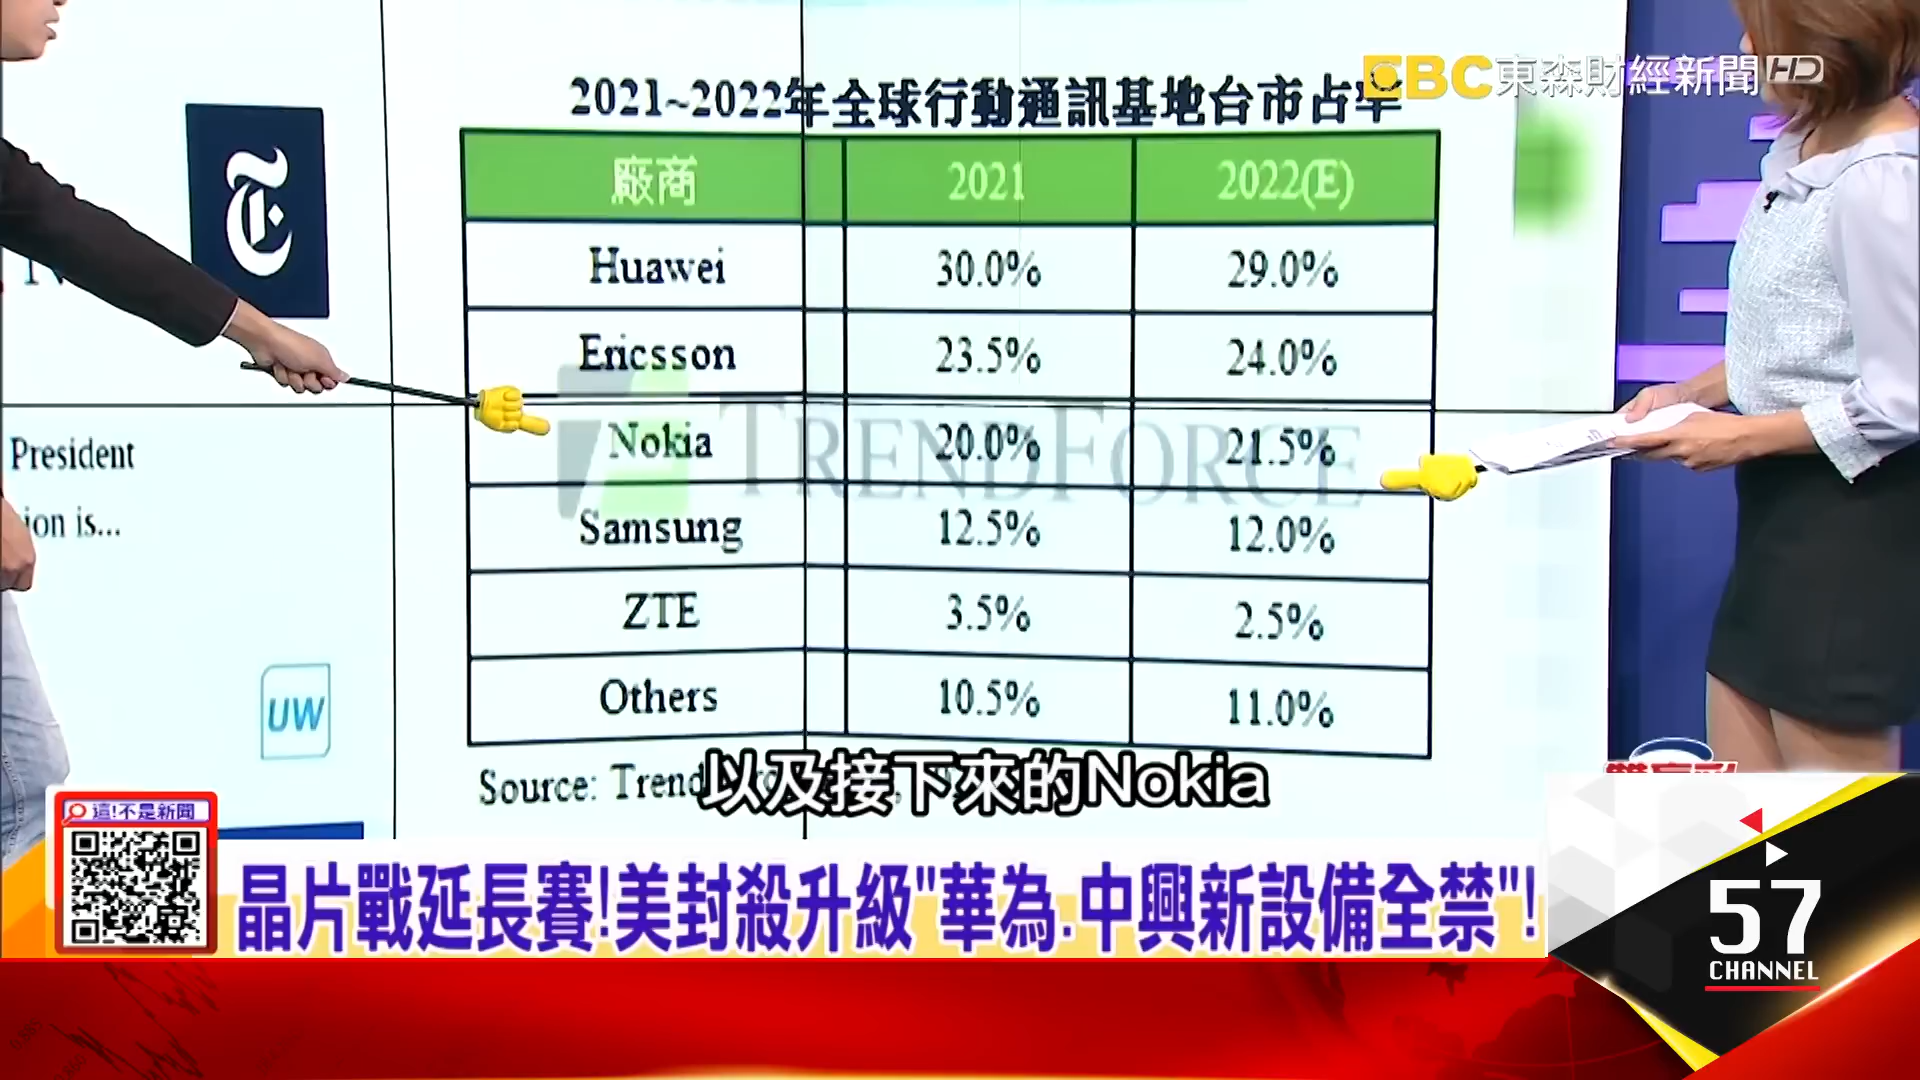 EBC 東森財經新聞 HD
2021~2022年全球行動通訊基地台市占率
廠商 2021 2022(E)
Huawei 30.0% 29.0%
Ericsson 23.5% 24.0%
Nokia 20.0% 21.5%
Samsung 12.5% 12.0%
ZTE 3.5% 2.5%
Others 10.5% 11.0%
TRENDFORCE
President
ion is...
UW
Source: Trend
以及接下來的Nokia
這!不是新聞
晶片戰延長賽!美封殺升級"華為.中興新設備全禁"!
57
CHANNEL